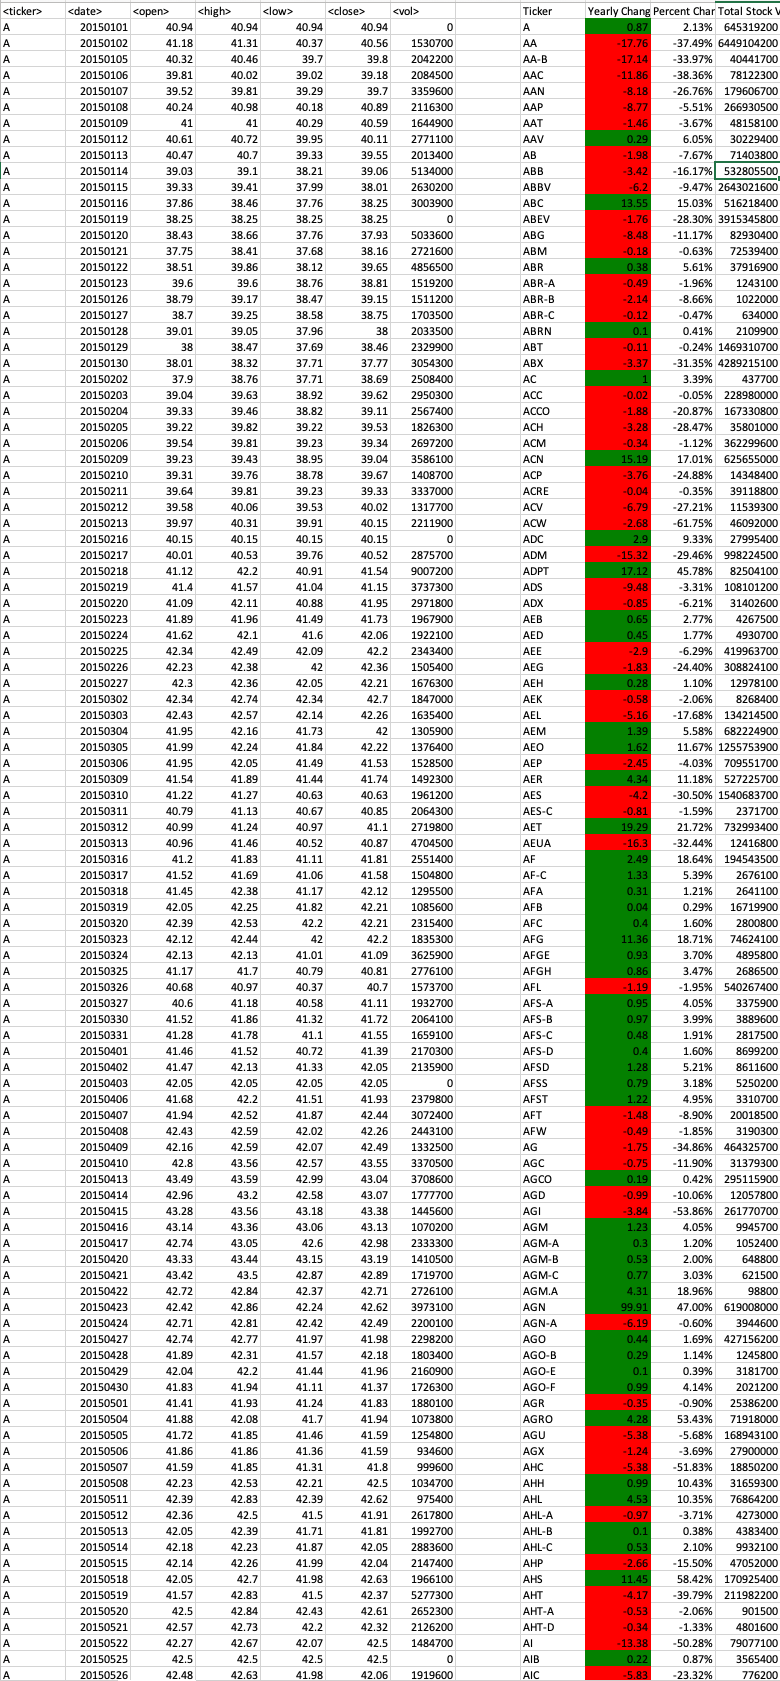 <ticker> <date> <open> <high> <low> <close> <vol> Ticker Yearly Chang Percent Char Total Stock V
A 20150101 40.94 40.94 40.94 40.94 0 A 0.87 2.13% 645319200
A 20150102 41.18 41.31 40.37 40.56 1530700 AA -17.76 -37.49% 6449104200
A 20150105 40.32 40.46 39.7 39.8 2042200 AA-B -17.14 -33.97% 40441700
A 20150106 39.81 40.02 39.02 39.18 2084500 AAC -11.86 -38.36% 78122300
A 20150107 39.52 39.81 39.29 39.7 3359600 AAN -8.18 -26.76% 179606700
A 20150108 40.24 40.98 40.18 40.89 2116300 AAP -8.77 -5.51% 266930500
A 20150109 41 41 40.29 40.59 1644900 AAT -1.46 -3.67% 48158100
A 20150112 40.61 40.72 39.95 40.11 2771100 AAV 0.29 6.05% 30229400
A 20150113 40.47 40.7 39.33 39.55 2013400 AB -1.98 -7.67% 71403800
A 20150114 39.03 39.1 38.21 39.06 5134000 ABB -3.42 -16.17% 532805500
A 20150115 39.33 39.41 37.99 38.01 2630200 ABBV -6.2 -9.47% 2643021600
A 20150116 37.86 38.46 37.76 38.25 3003900 ABC 13.55 15.03% 516218400
A 20150119 38.25 38.25 38.25 38.25 0 ABEV -1.76 -28.30% 3915345800
A 20150120 38.43 38.66 37.76 37.93 5033600 ABG -8.48 -11.17% 82930400
A 20150121 37.75 38.41 37.68 38.16 2721600 ABM -0.18 -0.63% 72539400
A 20150122 38.51 39.86 38.12 39.65 4856500 ABR 0.38 5.61% 37916900
A 20150123 39.6 39.6 38.76 38.81 1519200 ABR-A -0.49 -1.96% 1243100
A 20150126 38.79 39.17 38.47 39.15 1511200 ABR-B -2.14 -8.66% 1022000
A 20150127 38.7 39.25 38.58 38.75 1703500 ABR-C -0.12 -0.47% 634000
A 20150128 39.01 39.05 37.96 38 2033500 ABRN 0.1 0.41% 2109900
A 20150129 38 38.47 37.69 38.46 2329900 ABT -0.11 -0.24% 1469310700
A 20150130 38.01 38.32 37.71 37.77 3054300 ABX -3.37 -31.35% 4289215100
A 20150202 37.9 38.76 37.71 38.69 2508400 AC 1 3.39% 437700
A 20150203 39.04 39.63 38.92 39.62 2950300 ACC -0.02 -0.05% 228980000
A 20150204 39.33 39.46 38.82 39.11 2567400 ACCO -1.88 -20.87% 167330800
A 20150205 39.22 39.82 39.22 39.53 1826300 ACH -3.28 -28.47% 35801000
A 20150206 39.54 39.81 39.23 39.34 2697200 ACM -0.34 -1.12% 362299600
A 20150209 39.23 39.43 38.95 39.04 3586100 ACN 15.19 17.01% 625655000
A 20150210 39.31 39.76 38.78 39.67 1408700 ACP -3.76 -24.88% 14348400
A 20150211 39.64 39.81 39.23 39.33 3337000 ACRE -0.04 -0.35% 39118800
A 20150212 39.58 40.06 39.53 40.02 1317700 ACV -6.79 -27.21% 11539300
A 20150213 39.97 40.31 39.91 40.15 2211900 ACW -2.68 -61.75% 46092000
A 20150216 40.15 40.15 40.15 40.15 0 ADC 2.9 9.33% 27995400
A 20150217 40.01 40.53 39.76 40.52 2875700 ADM -15.32 -29.46% 998224500
A 20150218 41.12 42.2 40.91 41.54 9007200 ADPT 17.12 45.78% 82504100
A 20150219 41.4 41.57 41.04 41.15 3737300 ADS -9.48 -3.31% 108101200
A 20150220 41.09 42.11 40.88 41.95 2971800 ADX -0.85 -6.21% 31402600
A 20150223 41.89 41.96 41.49 41.73 1967900 AEB 0.65 2.77% 4267500
A 20150224 41.62 42.1 41.6 42.06 1922100 AED 0.45 1.77% 4930700
A 20150225 42.34 42.49 42.09 42.2 2343400 AEE -2.9 -6.29% 419963700
A 20150226 42.23 42.38 42 42.36 1505400 AEG -1.83 -24.40% 308824100
A 20150227 42.3 42.36 42.05 42.21 1676300 AEH 0.28 1.10% 12978100
A 20150302 42.34 42.74 42.34 42.7 1847000 AEK -0.58 -2.06% 8268400
A 20150303 42.43 42.57 42.14 42.26 1635400 AEL -5.16 -17.68% 134214500
A 20150304 41.95 42.16 41.73 42 1305900 AEM 1.39 5.58% 682224900
A 20150305 41.99 42.24 41.84 42.22 1376400 AEO 1.62 11.67% 1255753900
A 20150306 41.95 42.05 41.49 41.53 1528500 AEP -2.45 -4.03% 709551700
A 20150309 41.54 41.89 41.44 41.74 1492300 AER 4.34 11.18% 527225700
A 20150310 41.22 41.27 40.63 40.63 1961200 AES -4.2 -30.50% 1540683700
A 20150311 40.79 41.13 40.67 40.85 2064300 AES-C -0.81 -1.59% 2371700
A 20150312 40.99 41.24 40.97 41.1 2719800 AET 19.29 21.72% 732993400
A 20150313 40.96 41.46 40.52 40.87 4704500 AEUA -16.3 -32.44% 12416800
A 20150316 41.2 41.83 41.11 41.81 2551400 AF 2.49 18.64% 194543500
A 20150317 41.52 41.69 41.06 41.58 1504800 AF-C 1.33 5.39% 2676100
A 20150318 41.45 42.38 41.17 42.12 1295500 AFA 0.31 1.21% 2641100
A 20150319 42.05 42.25 41.82 42.21 1085600 AFB 0.04 0.29% 16719900
A 20150320 42.39 42.53 42.2 42.21 2315400 AFC 0.4 1.60% 2800800
A 20150323 42.12 42.44 42 42.2 1835300 AFG 11.36 18.71% 74624100
A 20150324 42.13 42.13 41.01 41.09 3625900 AFGE 0.93 3.70% 4895800
A 20150325 41.17 41.7 40.79 40.81 2776100 AFGH 0.86 3.47% 2686500
A 20150326 40.68 40.97 40.37 40.7 1573700 AFL -1.19 -1.95% 540267400
A 20150327 40.6 41.18 40.58 41.11 1932700 AFS-A 0.95 4.05% 3375900
A 20150330 41.52 41.86 41.32 41.72 2064100 AFS-B 0.97 3.99% 3889600
A 20150331 41.28 41.78 41.1 41.55 1659100 AFS-C 0.48 1.91% 2817500
A 20150401 41.46 41.52 40.72 41.39 2170300 AFS-D 0.4 1.60% 8699200
A 20150402 41.47 42.13 41.33 42.05 2135900 AFSD 1.28 5.21% 8611600
A 20150403 42.05 42.05 42.05 42.05 0 AFSS 0.79 3.18% 5250200
A 20150406 41.68 42.2 41.51 41.93 2379800 AFST 1.22 4.95% 3310700
A 20150407 41.94 42.52 41.87 42.44 3072400 AFT -1.48 -8.90% 20018500
A 20150408 42.43 42.59 42.02 42.26 2443100 AFW -0.49 -1.85% 3190300
A 20150409 42.16 42.59 42.07 42.49 1332500 AG -1.75 -34.86% 464325700
A 20150410 42.8 43.56 42.57 43.55 3370500 AGC -0.75 -11.90% 31379300
A 20150413 43.49 43.59 42.99 43.04 3708600 AGCO 0.19 0.42% 295115900
A 20150414 42.96 43.2 42.58 43.07 1777700 AGD -0.99 -10.06% 12057800
A 20150415 43.28 43.56 43.18 43.38 1445600 AGI -3.84 -53.86% 261770700
A 20150416 43.14 43.36 43.06 43.13 1070200 AGM 1.23 4.05% 9945700
A 20150417 42.74 43.05 42.6 42.98 2333300 AGM-A 0.3 1.20% 1052400
A 20150420 43.33 43.44 43.15 43.19 1410500 AGM-B 0.53 2.00% 648800
A 20150421 43.42 43.5 42.87 42.89 1719700 AGM-C 0.77 3.03% 621500
A 20150422 42.72 42.84 42.37 42.71 2726100 AGM.A 4.31 18.96% 98800
A 20150423 42.42 42.86 42.24 42.62 3973100 AGN 99.91 47.00% 619008000
A 20150424 42.71 42.81 42.42 42.49 2200100 AGN-A -6.19 -0.60% 3944600
A 20150427 42.74 42.77 41.97 41.98 2298200 AGO 0.44 1.69% 427156200
A 20150428 41.89 42.31 41.57 42.18 1803400 AGO-B 0.29 1.14% 1245800
A 20150429 42.04 42.2 41.44 41.96 2160900 AGO-E 0.1 0.39% 3181700
A 20150430 41.83 41.94 41.11 41.37 1726300 AGO-F 0.99 4.14% 2021200
A 20150501 41.41 41.93 41.24 41.83 1880100 AGR -0.35 -0.90% 25386200
A 20150504 41.88 42.08 41.7 41.94 1073800 AGRO 4.28 53.43% 71918000
A 20150505 41.72 41.85 41.46 41.59 1254800 AGU -5.38 -5.68% 168943100
A 20150506 41.86 41.86 41.36 41.59 934600 AGX -1.24 -3.69% 27900000
A 20150507 41.59 41.85 41.31 41.8 999600 AHC -5.38 -51.83% 18850200
A 20150508 42.23 42.53 42.21 42.5 1034700 AHH 0.99 10.43% 31659300
A 20150511 42.39 42.83 42.39 42.62 975400 AHL 4.53 10.35% 76864200
A 20150512 42.36 42.5 41.5 41.91 2617800 AHL-A -0.97 -3.71% 4273000
A 20150513 42.05 42.39 41.71 41.81 1992700 AHL-B 0.1 0.38% 4383400
A 20150514 42.18 42.23 41.87 42.05 2883600 AHL-C 0.53 2.10% 9932100
A 20150515 42.14 42.26 41.99 42.04 2147400 AHP -2.66 -15.50% 47052000
A 20150518 42.05 42.7 41.98 42.63 1966100 AHS 11.45 58.42% 170925400
A 20150519 41.57 42.83 41.5 42.37 5277300 AHT -4.17 -39.79% 211982200
A 20150520 42.5 42.84 42.43 42.61 2652300 AHT-A -0.53 -2.06% 901500
A 20150521 42.57 42.73 42.2 42.32 2126200 AHT-D -0.34 -1.33% 4801600
A 20150522 42.27 42.67 42.07 42.5 1484700 AI -13.38 -50.28% 79077100
A 20150525 42.5 42.5 42.5 42.5 0 AIB 0.22 0.87% 3565400
A 20150526 42.48 42.63 41.98 42.06 1919600 AIC -5.83 -23.32% 776200